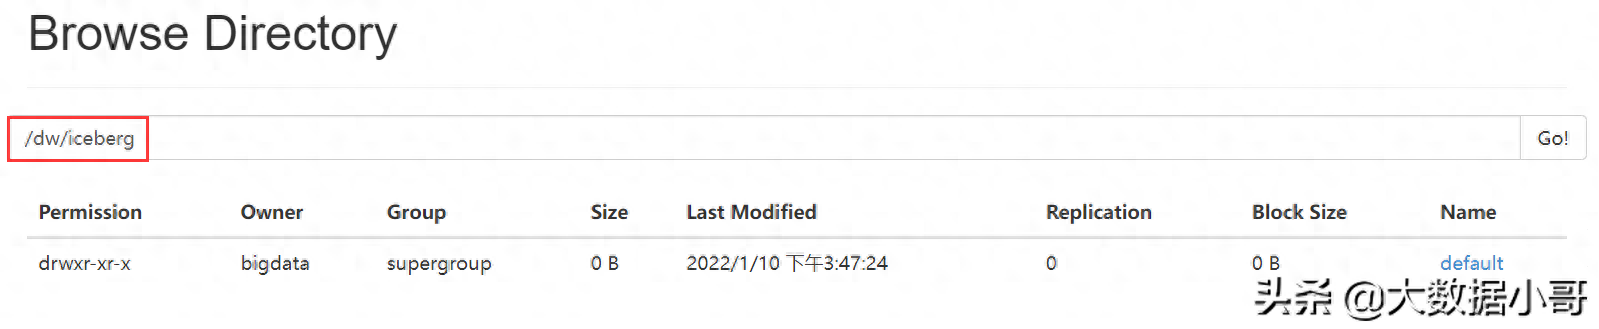 Browse Directory
/dw/iceberg Go!
Permission Owner Group Size Last Modified Replication Block Size Name
drwxr-xr-x bigdata supergroup 0 B 2022/1/10 下午3:47:24 0 0 B default
头条 @大数据小哥